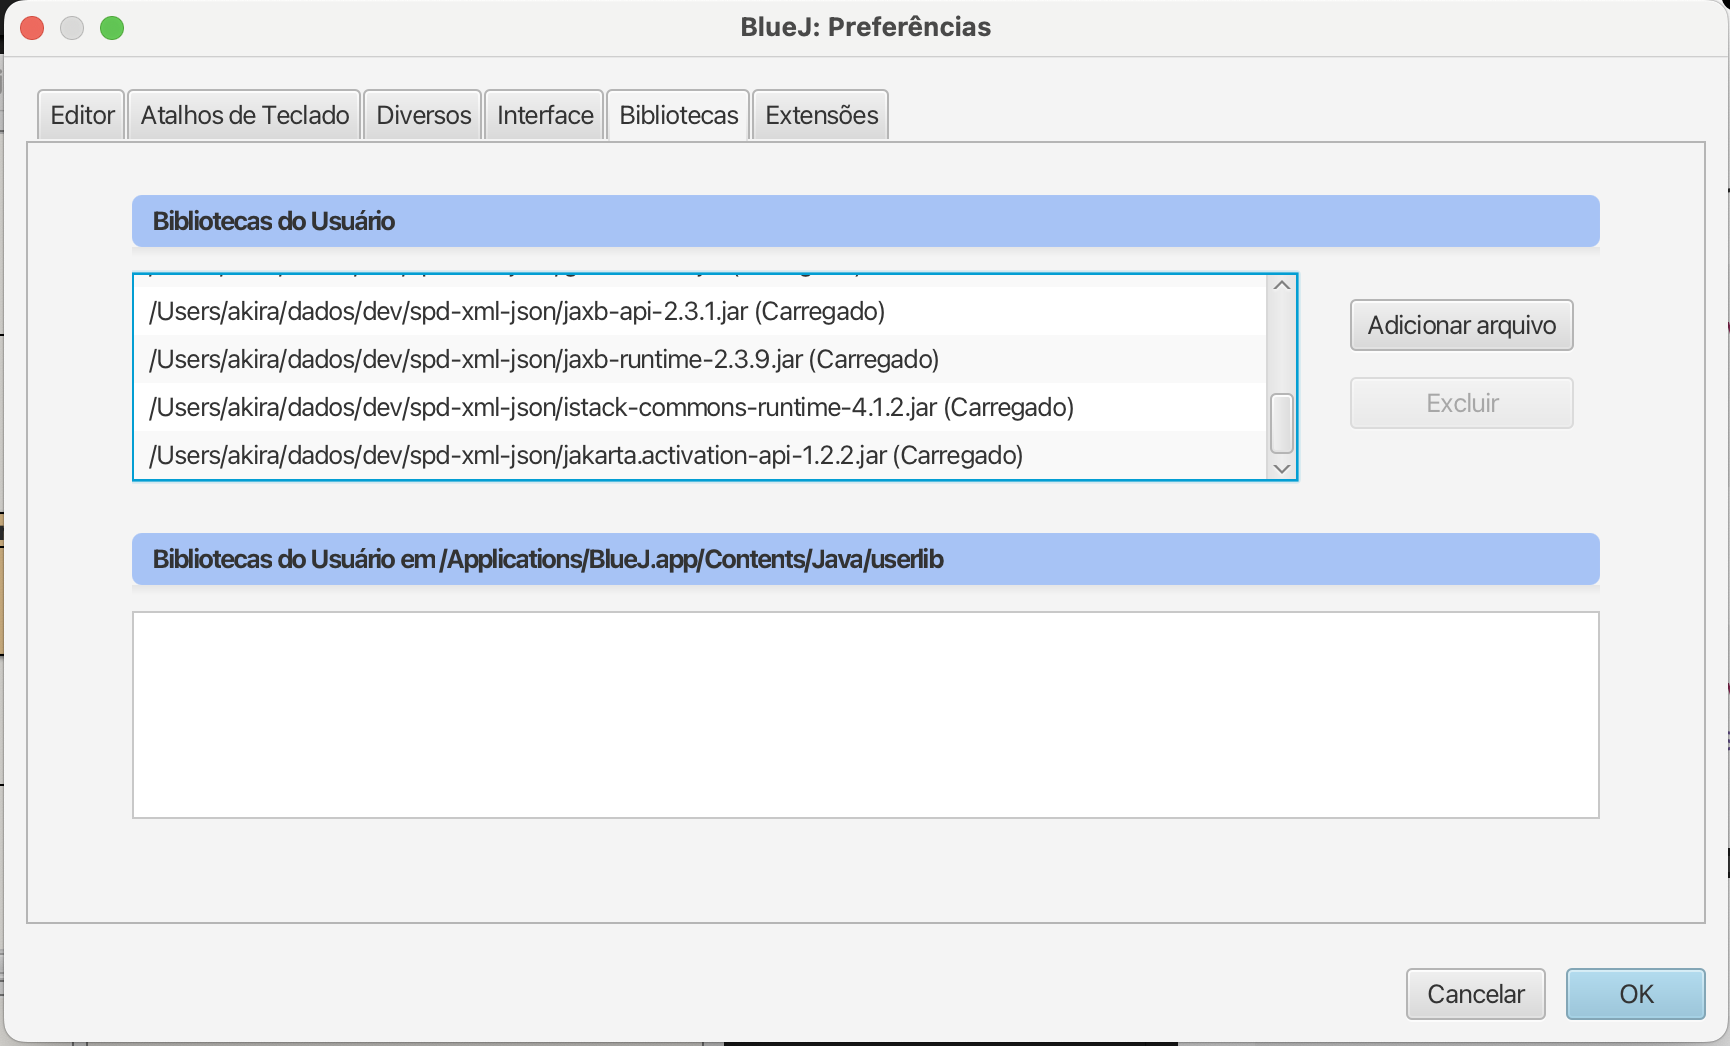 BlueJ: Preferências
Editor Atalhos de Teclado Diversos Interface Bibliotecas Extensões
Bibliotecas do Usuário
/Users/akira/dados/dev/spd-xml-json/jaxb-api-2.3.1.jar (Carregado)
/Users/akira/dados/dev/spd-xml-json/jaxb-runtime-2.3.9.jar (Carregado)
/Users/akira/dados/dev/spd-xml-json/istack-commons-runtime-4.1.2.jar (Carregado)
/Users/akira/dados/dev/spd-xml-json/jakarta.activation-api-1.2.2.jar (Carregado)
Adicionar arquivo
Excluir
Bibliotecas do Usuário em /Applications/BlueJ.app/Contents/Java/userlib
Cancelar OK